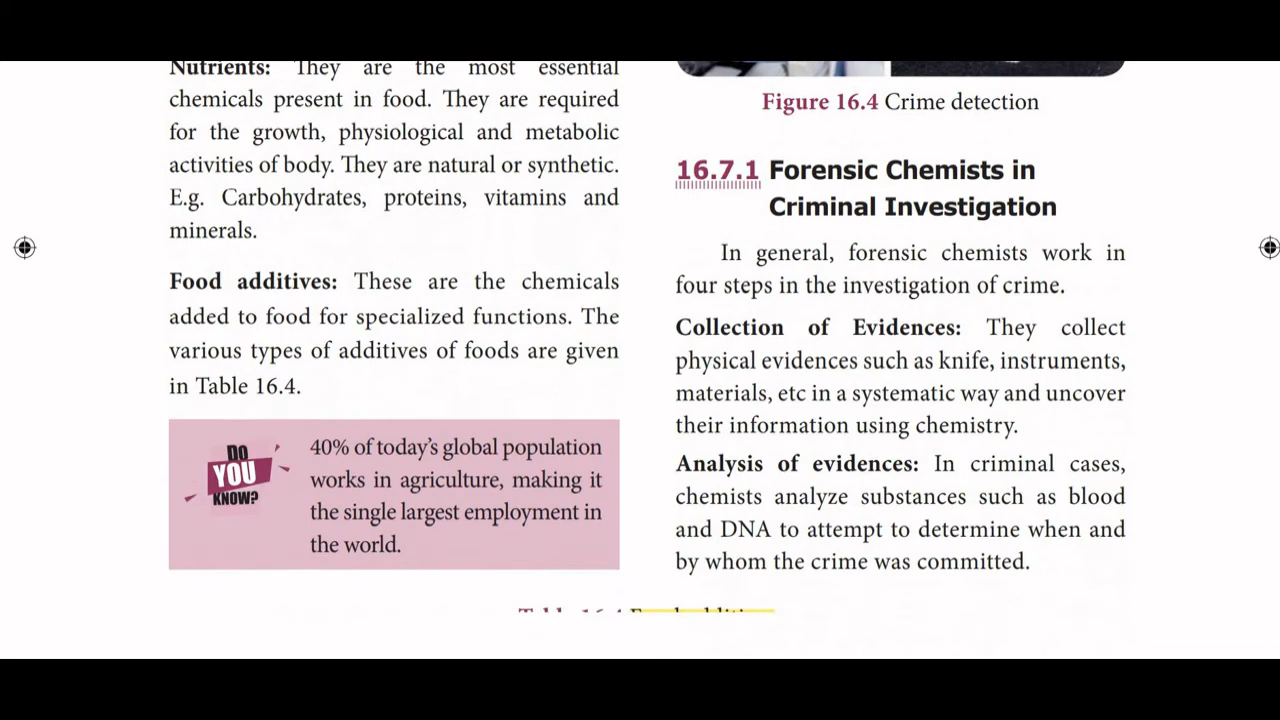 Nutrients: They are the most essential
chemicals present in food. They are required
for the growth, physiological and metabolic
activities of body. They are natural or synthetic.
E.g. Carbohydrates, proteins, vitamins and
minerals.
Food additives: These are the chemicals
added to food for specialized functions. The
various types of additives of foods are given
in Table 16.4.
DO
YOU
KNOW?
40% of today's global population
works in agriculture, making it
the single largest employment in
the world.
Figure 16.4 Crime detection
16.7.1 Forensic Chemists in
Criminal Investigation
In general, forensic chemists work in
four steps in the investigation of crime.
Collection of Evidences: They collect
physical evidences such as knife, instruments,
materials, etc in a systematic way and uncover
their information using chemistry.
Analysis of evidences: In criminal cases,
chemists analyze substances such as blood
and DNA to attempt to determine when and
by whom the crime was committed.